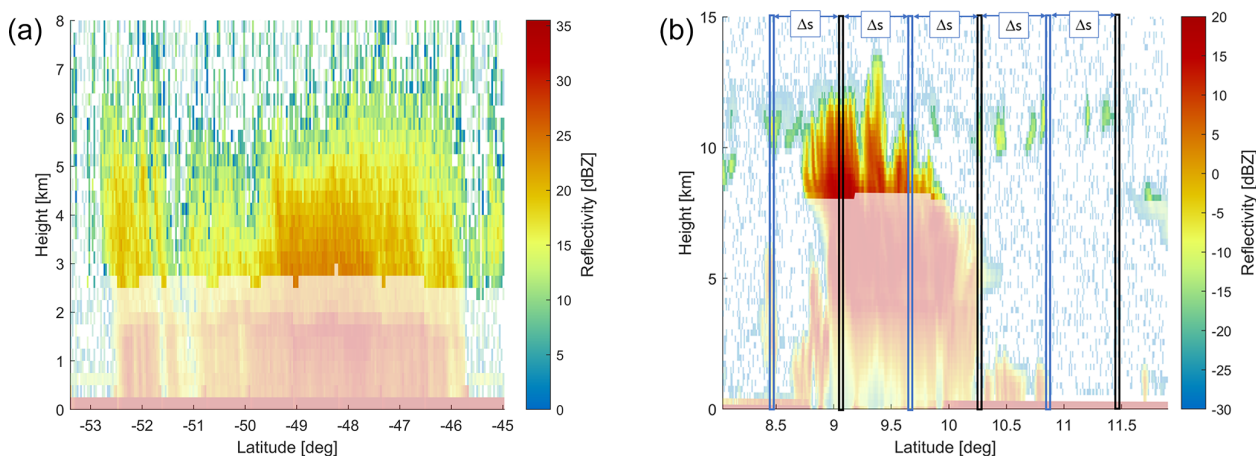 (a)
8
7
6
5
4
3
2
1
0
Height [km]
-53 -52 -51 -50 -49 -48 -47 -46 -45
Latitude [deg]
35
30
25
20
15
10
5
0
Reflectivity [dBZ]
(b)
Δs Δs Δs Δs Δs
15
10
5
0
Height [km]
8.5 9 9.5 10 10.5 11 11.5
Latitude [deg]
20
15
10
5
0
-5
-10
-15
-20
-25
-30
Reflectivity [dBZ]